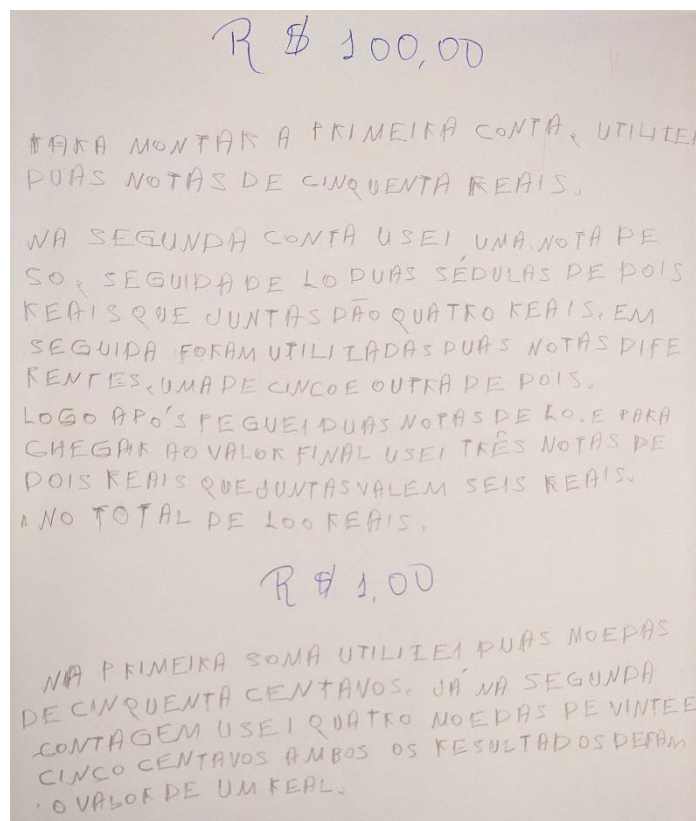 R$ 100,00
PARA MONTAR A PRIMEIRA CONTA, UTILIZEI
DUAS NOTAS DE CINQUENTA REAIS.
NA SEGUNDA CONTA USEI UMA NOTA DE
50, SEGUIDA DE 10 DUAS SÉDULAS DE DOIS
REAIS QUE JUNTAS DÃO QUATRO REAIS. EM
SEGUIDA FORAM UTILIZADAS DUAS NOTAS DIFE
RENTES, UMA DE CINCO E OUTRA DE DOIS.
LOGO APÓS PEGUEI DUAS NOTAS DE 10. E PARA
CHEGAR AO VALOR FINAL USEI TRÊS NOTAS DE
DOIS REAIS QUE JUNTAS VALEM SEIS REAIS.
NO TOTAL DE 100 REAIS.
R$ 1,00
NA PRIMEIRA SOMA UTILIZEI DUAS MOEDAS
DE CINQUENTA CENTAVOS. JÁ NA SEGUNDA
CONTAGEM USEI QUATRO MOEDAS DE VINTE E
CINCO CENTAVOS AMBOS OS RESULTADOS DERAM
O VALOR DE UM REAL.